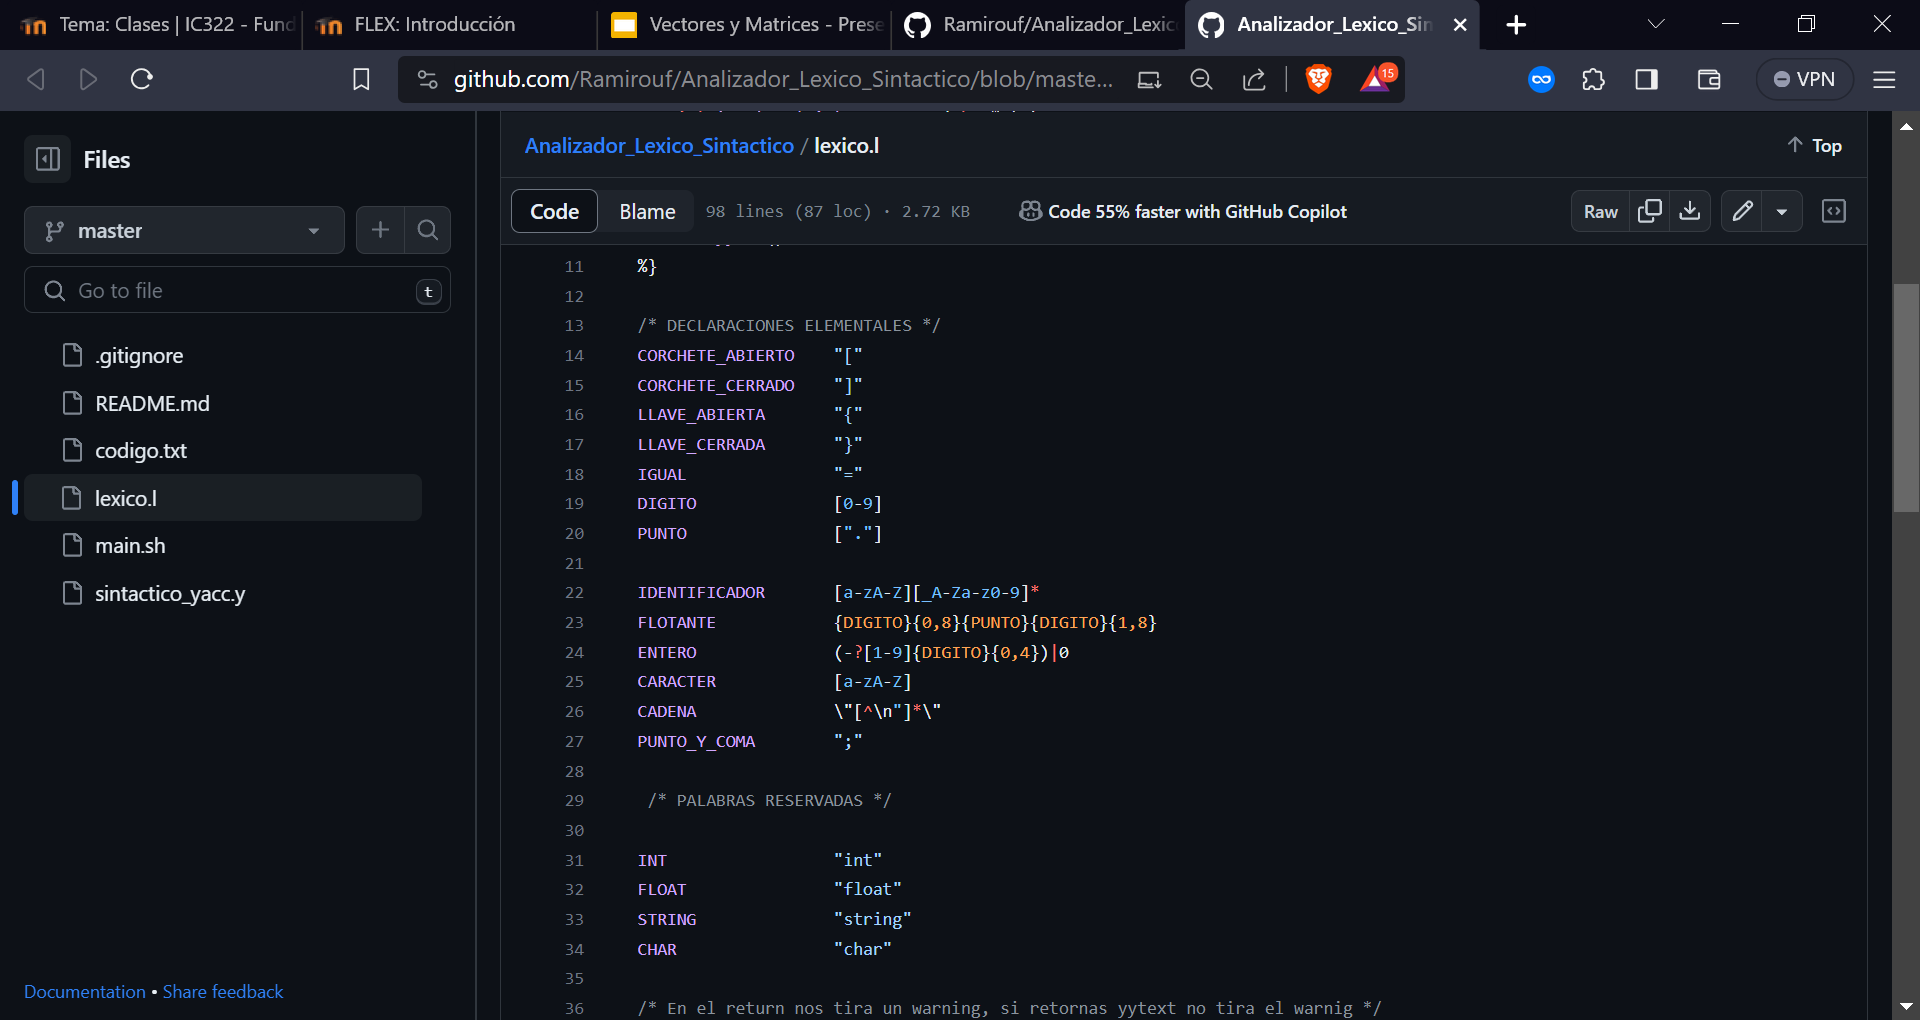 Tema: Clases | IC322 - Fund
FLEX: Introducción
Vectores y Matrices - Prese
Ramirouf/Analizador_Lexic
Analizador_Lexico_Sin
github.com/Ramirouf/Analizador_Lexico_Sintactico/blob/maste...
15
VPN
Files
master
Go to file
t
.gitignore
README.md
codigo.txt
lexico.l
main.sh
sintactico_yacc.y
Documentation • Share feedback
Analizador_Lexico_Sintactico / lexico.l
Top
Code
Blame
98 lines (87 loc) · 2.72 KB
Code 55% faster with GitHub Copilot
Raw
11 %}
12
13 /* DECLARACIONES ELEMENTALES */
14 CORCHETE_ABIERTO "["
15 CORCHETE_CERRADO "]"
16 LLAVE_ABIERTA "{"
17 LLAVE_CERRADA "}"
18 IGUAL "="
19 DIGITO [0-9]
20 PUNTO ["."]
21
22 IDENTIFICADOR [a-zA-Z][_A-Za-z0-9]*
23 FLOTANTE {DIGITO}{0,8}{PUNTO}{DIGITO}{1,8}
24 ENTERO (-?[1-9]{DIGITO}{0,4})|0
25 CARACTER [a-zA-Z]
26 CADENA \"[^\n"]*\"
27 PUNTO_Y_COMA ";"
28
29 /* PALABRAS RESERVADAS */
30
31 INT "int"
32 FLOAT "float"
33 STRING "string"
34 CHAR "char"
35
36 /* En el return nos tira un warning, si retornas yytext no tira el warnig */